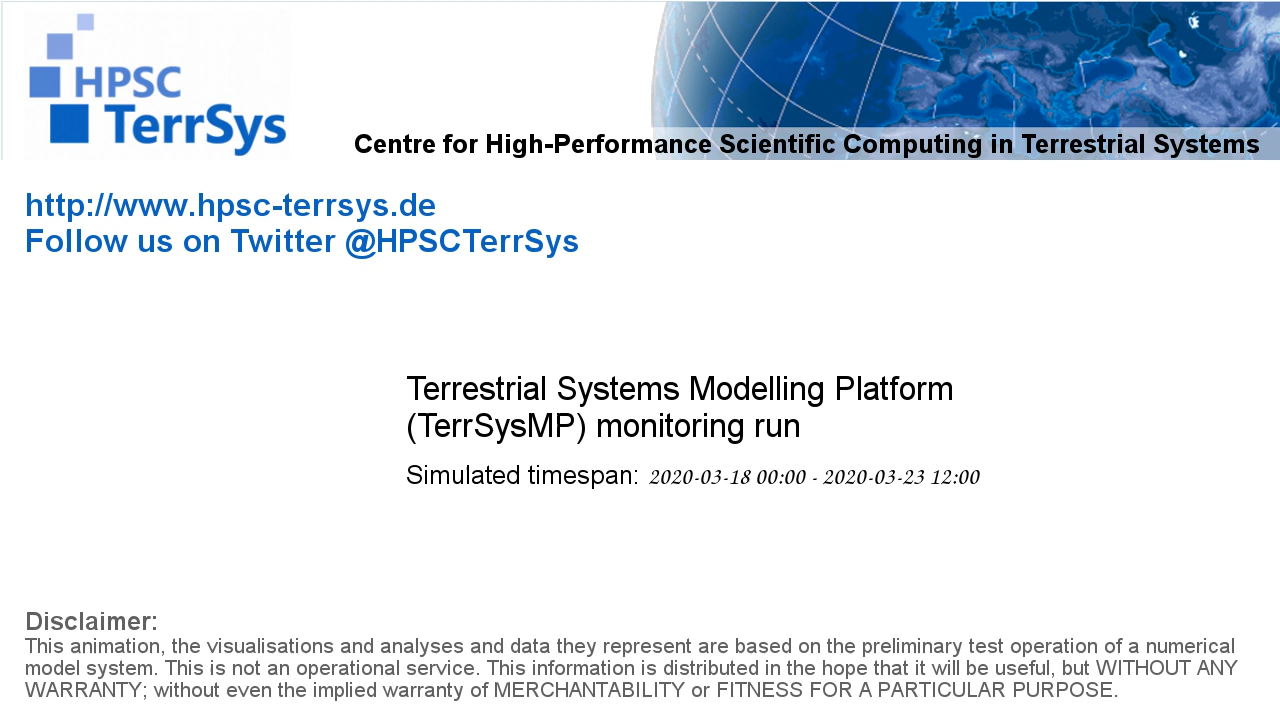 HPSC
TerrSys
Centre for High-Performance Scientific Computing in Terrestrial Systems
http://www.hpsc-terrsys.de
Follow us on Twitter @HPSCTerrSys
Terrestrial Systems Modelling Platform
(TerrSysMP) monitoring run
Simulated timespan: 2020-03-18 00:00 - 2020-03-23 12:00
Disclaimer:
This animation, the visualisations and analyses and data they represent are based on the preliminary test operation of a numerical
model system. This is not an operational service. This information is distributed in the hope that it will be useful, but WITHOUT ANY
WARRANTY; without even the implied warranty of MERCHANTABILITY or FITNESS FOR A PARTICULAR PURPOSE.